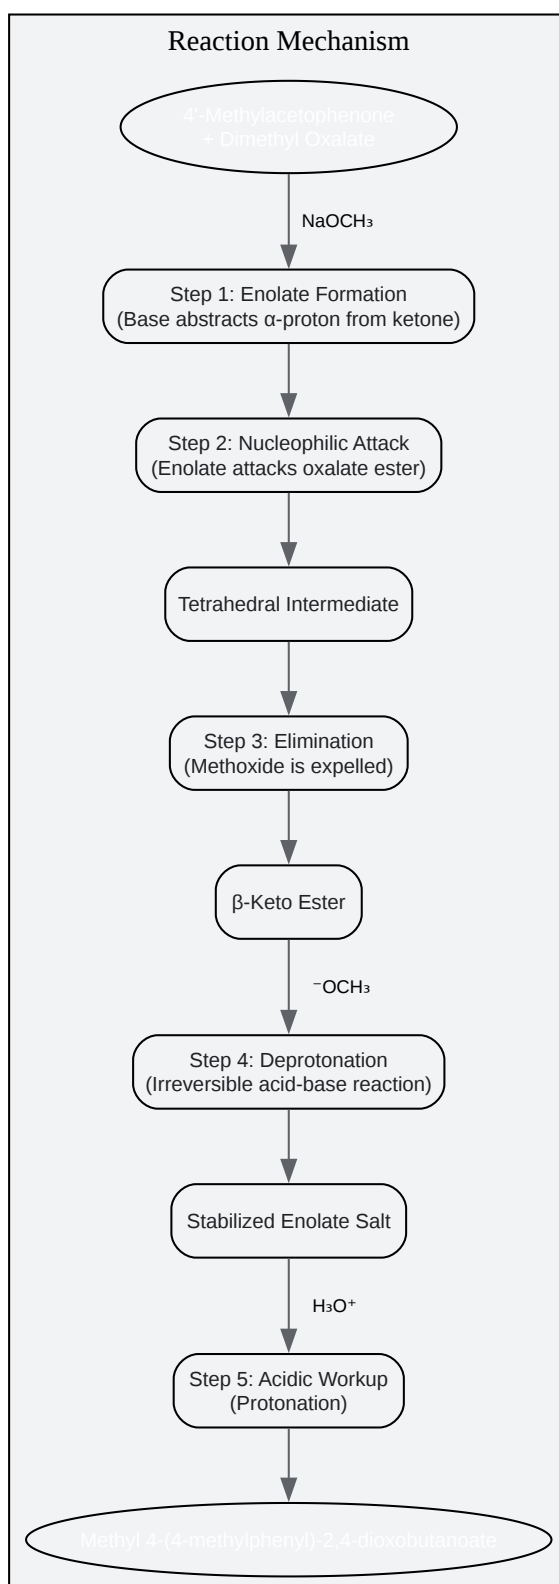 Reaction Mechanism
4'-Methylacetophenone
+ Dimethyl Oxalate
NaOCH₃
Step 1: Enolate Formation
(Base abstracts α-proton from ketone)
Step 2: Nucleophilic Attack
(Enolate attacks oxalate ester)
Tetrahedral Intermediate
Step 3: Elimination
(Methoxide is expelled)
β-Keto Ester
⁻OCH₃
Step 4: Deprotonation
(Irreversible acid-base reaction)
Stabilized Enolate Salt
H₃O⁺
Step 5: Acidic Workup
(Protonation)
Methyl 4-(4-methylphenyl)-2,4-dioxobutanoate